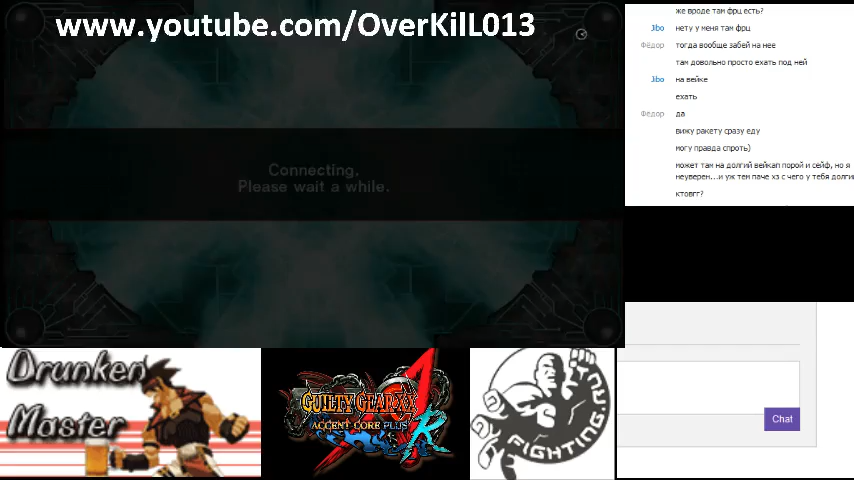 www.youtube.com/OverKilL013
Connecting.
Please wait a while.
же вроде там фрц есть?
Jibo нету у меня там фрц
Фёдор тогда вообще забей на нее
там довольно просто ехать под ней
Jibo на вейке
ехать
Фёдор да
вижу ракету сразу еду
могу правда спроть)
может там на долгий вейкап порой и сейф, но я
неуверен...и уж тем паче хз с чего у тебя долги
ктовгг?
Chat
Drunken
Master
GUILTY GEAR XX
ACCENT CORE PLUS
R
FIGHTING.RU